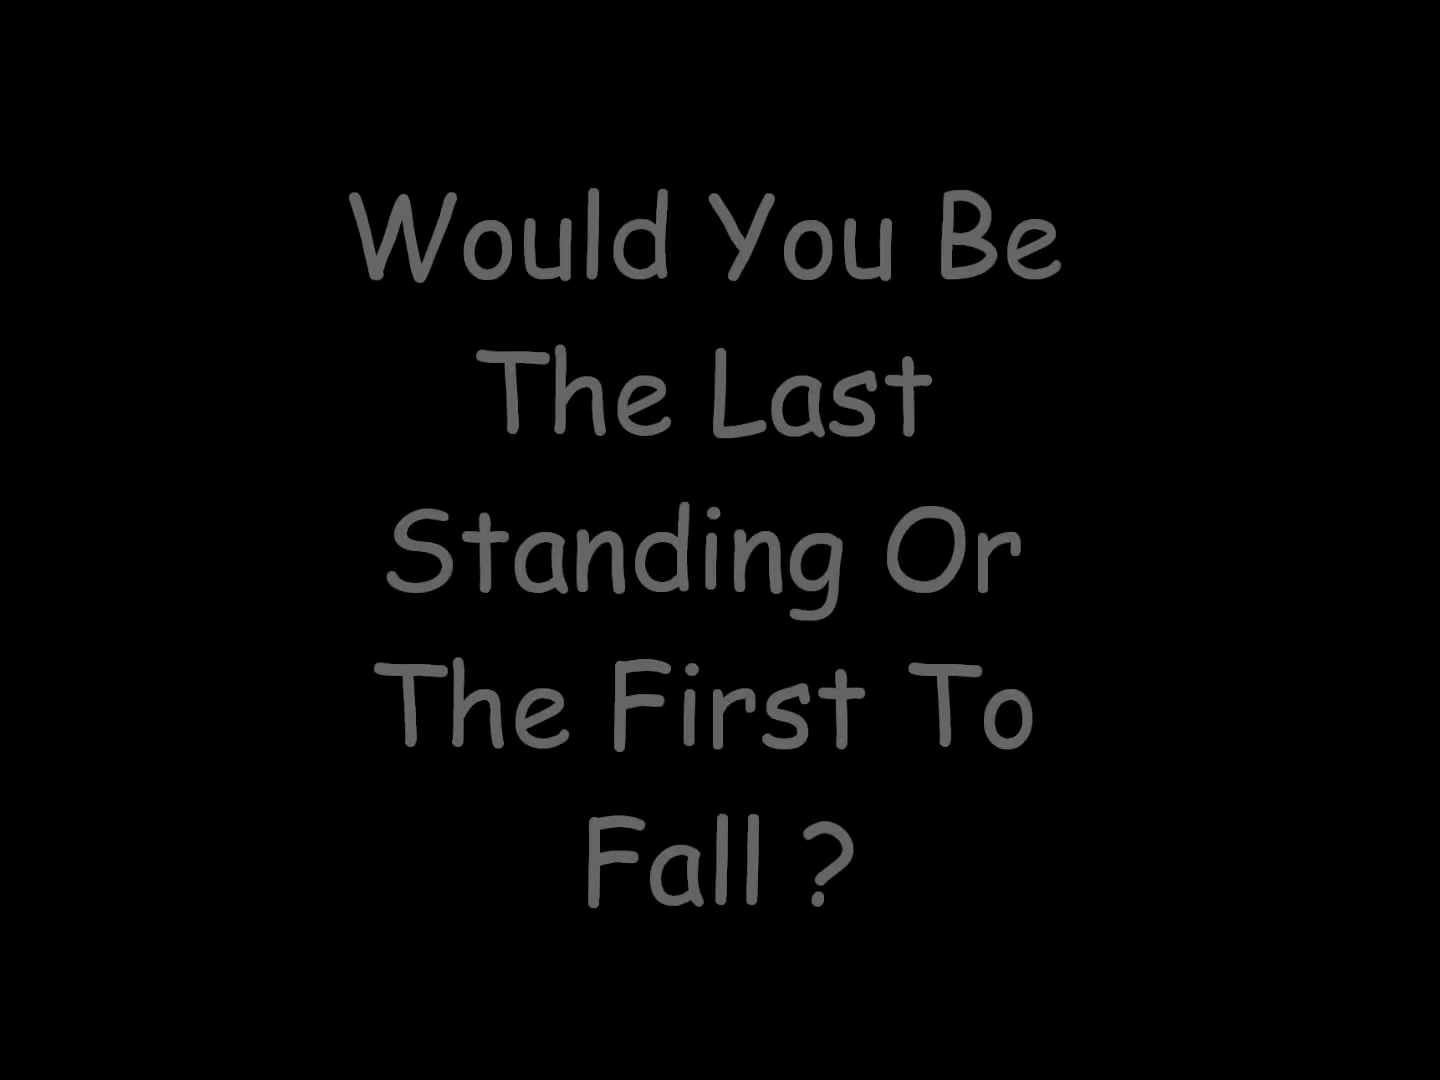 Would You Be
The Last
Standing Or
The First To
Fall ?